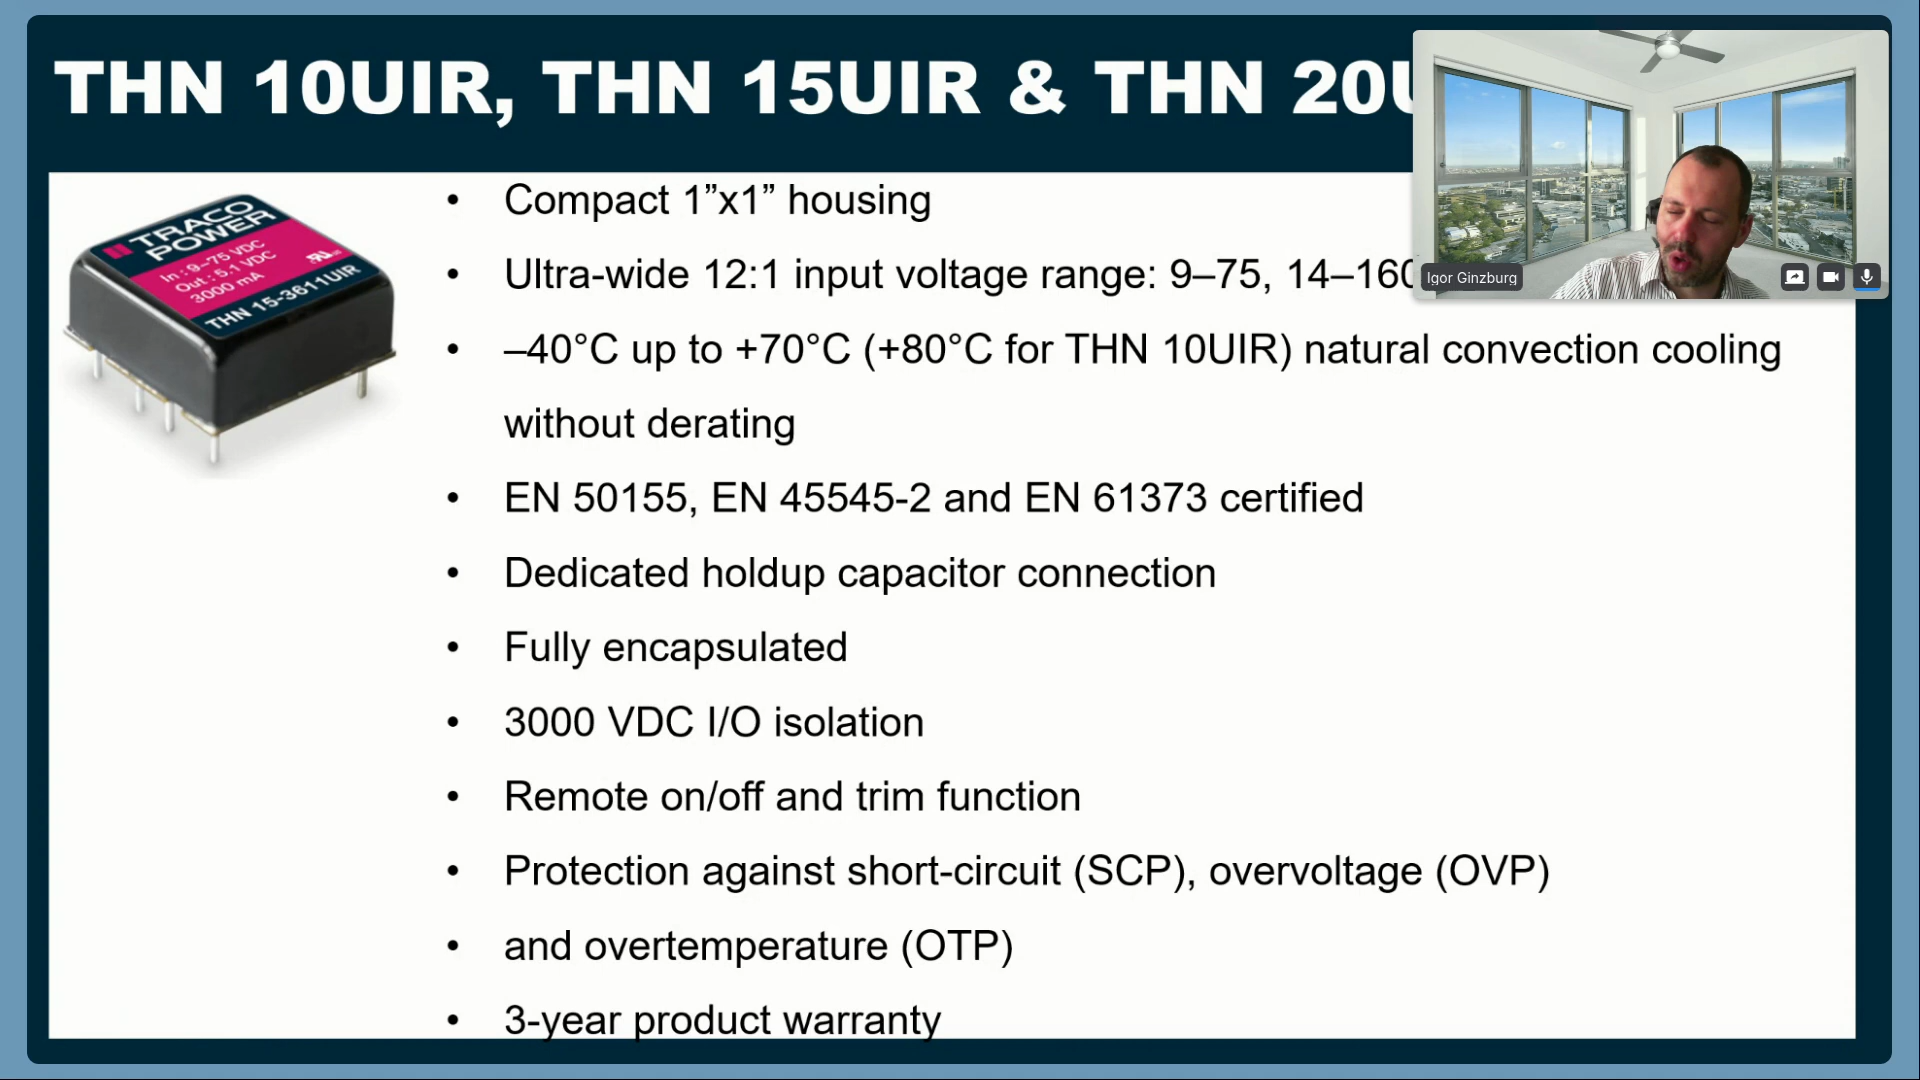 THN 10UIR, THN 15UIR & THN 20U
TRACO
POWER
In : 9–75 VDC
Out : 5.1 VDC
3000 mA
THN 15-3611UIR
• Compact 1”x1” housing
• Ultra-wide 12:1 input voltage range: 9–75, 14–160
• –40°C up to +70°C (+80°C for THN 10UIR) natural convection cooling
without derating
• EN 50155, EN 45545-2 and EN 61373 certified
• Dedicated holdup capacitor connection
• Fully encapsulated
• 3000 VDC I/O isolation
• Remote on/off and trim function
• Protection against short-circuit (SCP), overvoltage (OVP)
• and overtemperature (OTP)
• 3-year product warranty
Igor Ginzburg